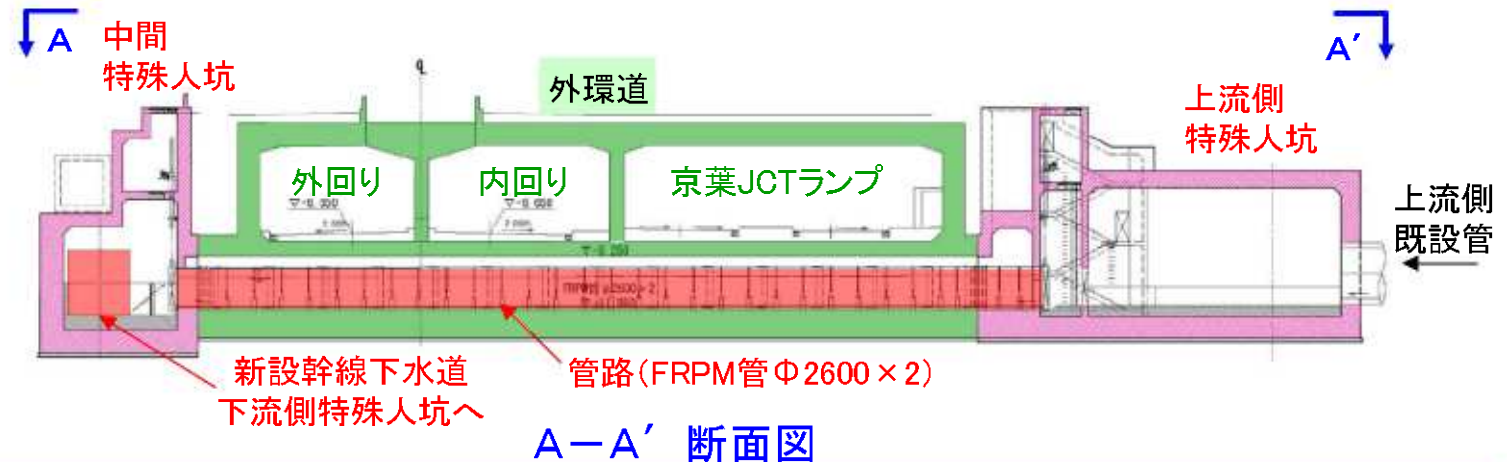 A
中間
特殊人坑
外環道
A′
上流側
特殊人坑
外回り
内回り
京葉JCTランプ
上流側
既設管
新設幹線下水道
下流側特殊人坑へ
管路(FRPM管Φ2600×2)
A－A′ 断面図